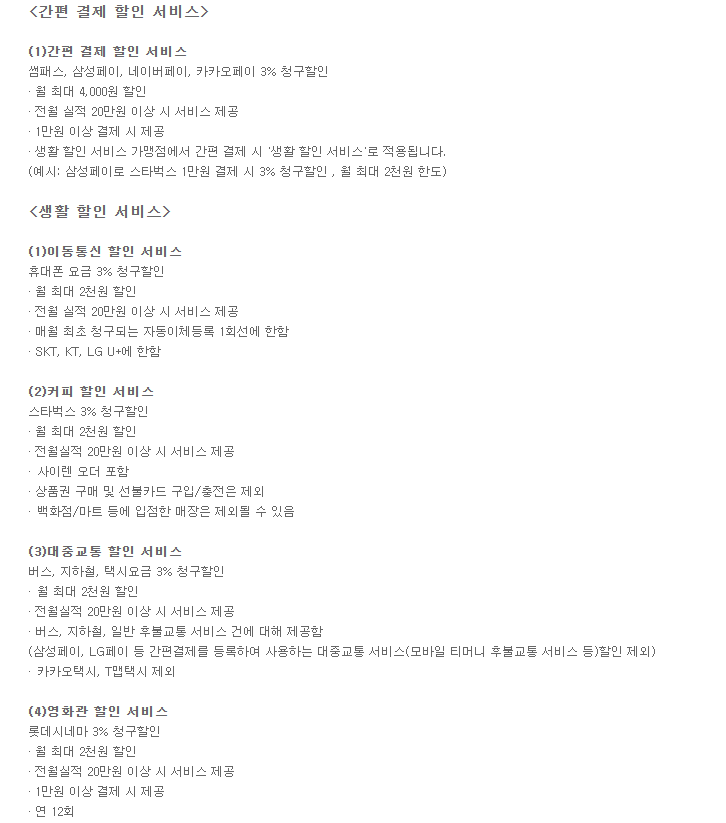 <간편 결제 할인 서비스>
(1)간편 결제 할인 서비스
썸패스, 삼성페이, 네이버페이, 카카오페이 3% 청구할인
· 월 최대 4,000원 할인
· 전월 실적 20만원 이상 시 서비스 제공
· 1만원 이상 결제 시 제공
· 생활 할인 서비스 가맹점에서 간편 결제 시 '생활 할인 서비스'로 적용됩니다.
(예시: 삼성페이로 스타벅스 1만원 결제 시 3% 청구할인 , 월 최대 2천원 한도)
<생활 할인 서비스>
(1)이동통신 할인 서비스
휴대폰 요금 3% 청구할인
· 월 최대 2천원 할인
· 전월 실적 20만원 이상 시 서비스 제공
· 매월 최초 청구되는 자동이체등록 1회선에 한함
· SKT, KT, LG U+에 한함
(2)커피 할인 서비스
스타벅스 3% 청구할인
· 월 최대 2천원 할인
· 전월실적 20만원 이상 시 서비스 제공
· 사이렌 오더 포함
· 상품권 구매 및 선불카드 구입/충전은 제외
· 백화점/마트 등에 입점한 매장은 제외될 수 있음
(3)대중교통 할인 서비스
버스, 지하철, 택시요금 3% 청구할인
· 월 최대 2천원 할인
· 전월실적 20만원 이상 시 서비스 제공
· 버스, 지하철, 일반 후불교통 서비스 건에 대해 제공함
(삼성페이, LG페이 등 간편결제를 등록하여 사용하는 대중교통 서비스(모바일 티머니 후불교통 서비스 등)할인 제외)
· 카카오택시, T맵택시 제외
(4)영화관 할인 서비스
롯데시네마 3% 청구할인
· 월 최대 2천원 할인
· 전월실적 20만원 이상 시 서비스 제공
· 1만원 이상 결제 시 제공
· 연 12회